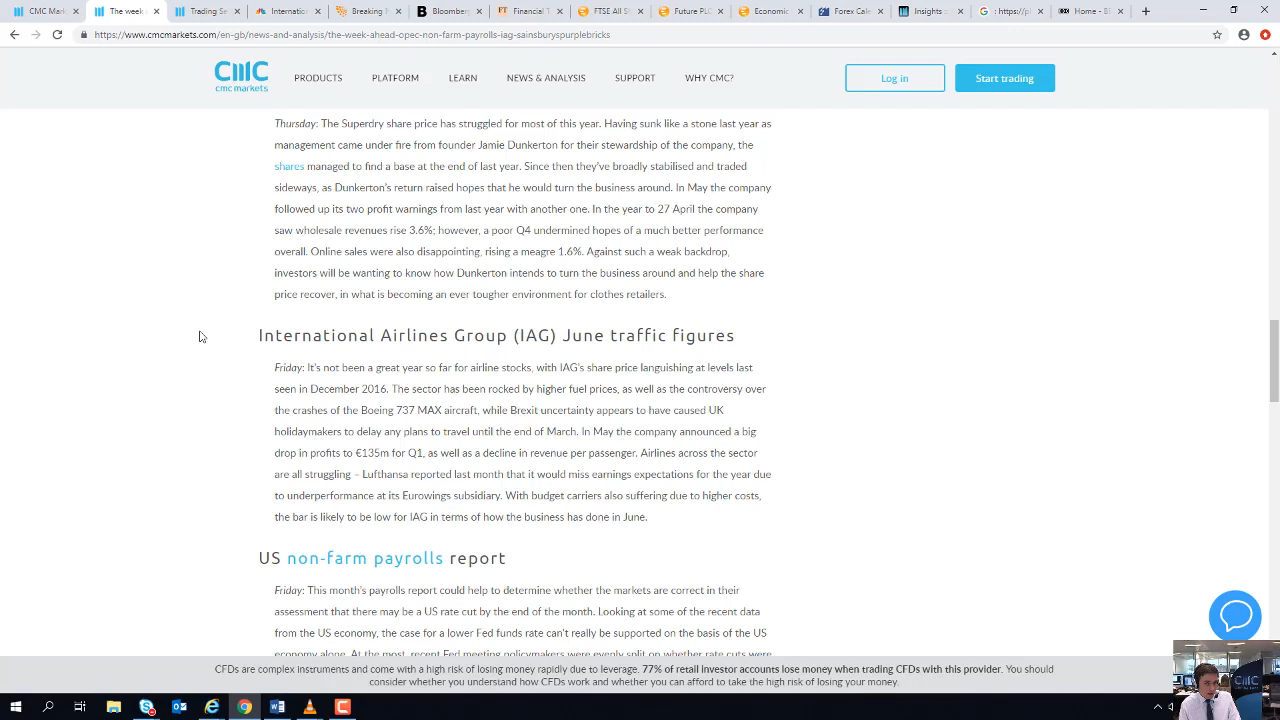 CMC Mark
The week
Trading Se
Internation
Breaking N
Bloomberg
Financial T
FTSE All S
Future PLC
Economic
Forex Cale
Insights a
: https://pl
Home - B
https://www.cmcmarkets.com/en-gb/news-and-analysis/the-week-ahead-opec-non-farm-payrolls-iag-sainsburyspurplebricks
CMC
cmc markets
PRODUCTS
PLATFORM
LEARN
NEWS & ANALYSIS
SUPPORT
WHY CMC?
Log in
Start trading
Thursday: The Superdry share price has struggled for most of this year. Having sunk like a stone last year as
management came under fire from founder Jamie Dunkerton for their stewardship of the company, the
shares managed to find a base at the end of last year. Since then they've broadly stabilised and traded
sideways, as Dunkerton's return raised hopes that he would turn the business around. In May the company
followed up its two profit warnings from last year with another one. In the year to 27 April the company
saw wholesale revenues rise 3.6%; however, a poor Q4 undermined hopes of a much better performance
overall. Online sales were also disappointing, rising a meagre 1.6%. Against such a weak backdrop,
investors will be wanting to know how Dunkerton intends to turn the business around and help the share
price recover, in what is becoming an ever tougher environment for clothes retailers.
International Airlines Group (IAG) June traffic figures
Friday: It's not been a great year so far for airline stocks, with IAG's share price languishing at levels last
seen in December 2016. The sector has been rocked by higher fuel prices, as well as the controversy over
the crashes of the Boeing 737 MAX aircraft, while Brexit uncertainty appears to have caused UK
holidaymakers to delay any plans to travel until the end of March. In May the company announced a big
drop in profits to €135m for Q1, as well as a decline in revenue per passenger. Airlines across the sector
are all struggling – Lufthansa reported last month that it would miss earnings expectations for the year due
to underperformance at its Eurowings subsidiary. With budget carriers also suffering due to higher costs,
the bar is likely to be low for IAG in terms of how the business has done in June.
US non-farm payrolls report
Friday: This month's payrolls report could help to determine whether the markets are correct in their
assessment that there may be a US rate cut by the end of the month. Looking at some of the recent data
from the US economy, the case for a lower Fed funds rate can't really be supported on the basis of the US
economy alone. At the most recent Fed meeting policymakers were evenly split on whether rate cuts were
CFDs are complex instruments and come with a high risk of losing money rapidly due to leverage. 77% of retail investor accounts lose money when trading CFDs with this provider. You should
consider whether you understand how CFDs work and whether you can afford to take the high risk of losing your money.